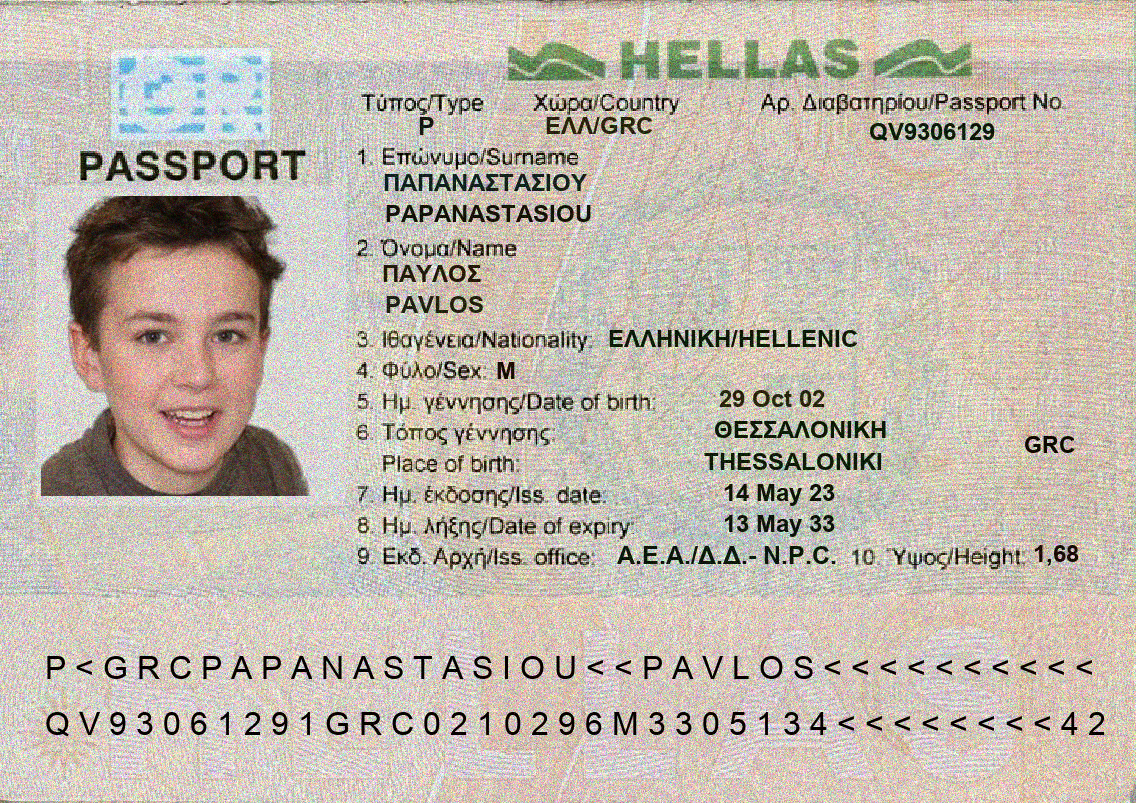 HELLAS
Τύπος/Type Χώρα/Country Αρ. Διαβατηρίου/Passport No
P ΕΛΛ/GRC QV9306129
PASSPORT
1. Επώνυμο/Surname
ΠΑΠΑΝΑΣΤΑΣΙΟΥ
PAPANASTASIOU
2. Όνομα/Name
ΠΑΥΛΟΣ
PAVLOS
3. Ιθαγένεια/Nationality: ΕΛΛΗΝΙΚΗ/HELLENIC
4. Φύλο/Sex: M
5. Ημ. γέννησης/Date of birth: 29 Oct 02
6. Τόπος γέννησης: ΘΕΣΣΑΛΟΝΙΚΗ
Place of birth: THESSALONIKI GRC
7. Ημ. έκδοσης/Iss. date: 14 May 23
8. Ημ. λήξης/Date of expiry: 13 May 33
9. Εκδ. Αρχή/Iss. office: Α.Ε.Α./Δ.Δ.- N.P.C. 10. Ύψος/Height: 1,68
P<GRCPAPANASTASIOU<<PAVLOS<<<<<<<<<<
QV93061291GRC0210296M3305134<<<<<<<<42